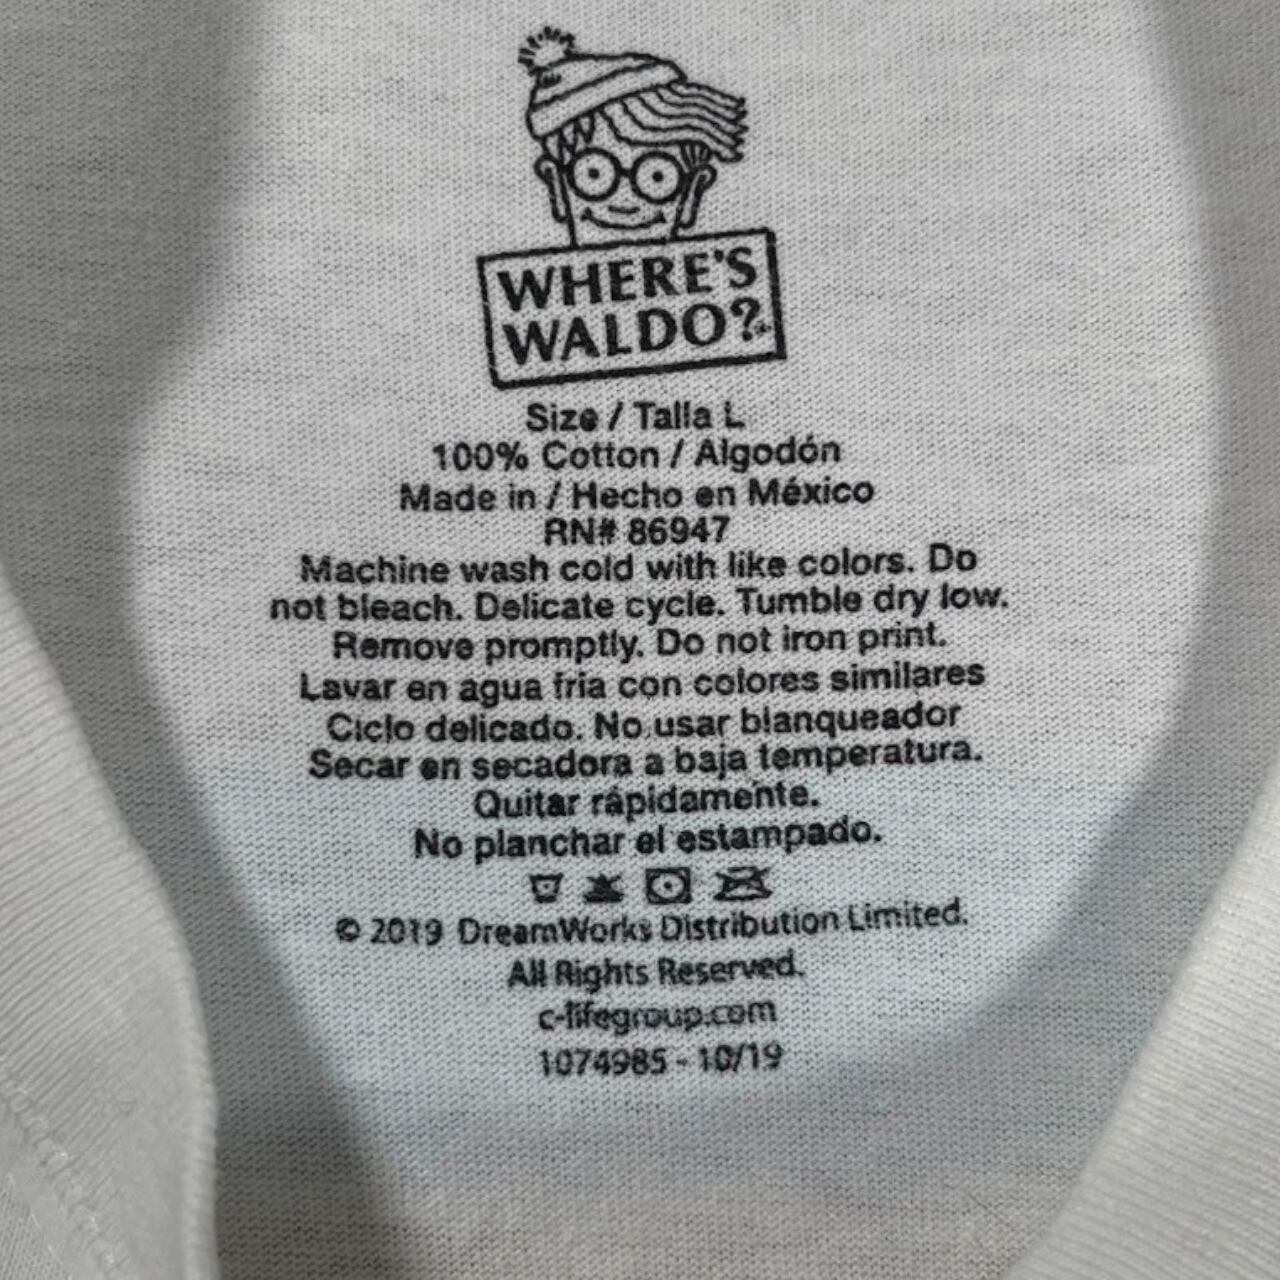 WHERE'S
WALDO?
Size / Talla L
100% Cotton / Algodón
Made in / Hecho en México
RN# 86947
Machine wash cold with like colors. Do
not bleach. Delicate cycle. Tumble dry low.
Remove promptly. Do not iron print.
Lavar en agua fria con colores similares
Ciclo delicado. No usar blanqueador
Secar en secadora a baja temperatura.
Quitar rápidamente.
No planchar el estampado.
© 2019 DreamWorks Distribution Limited.
All Rights Reserved.
c-lifegroup.com
1074985 - 10/19